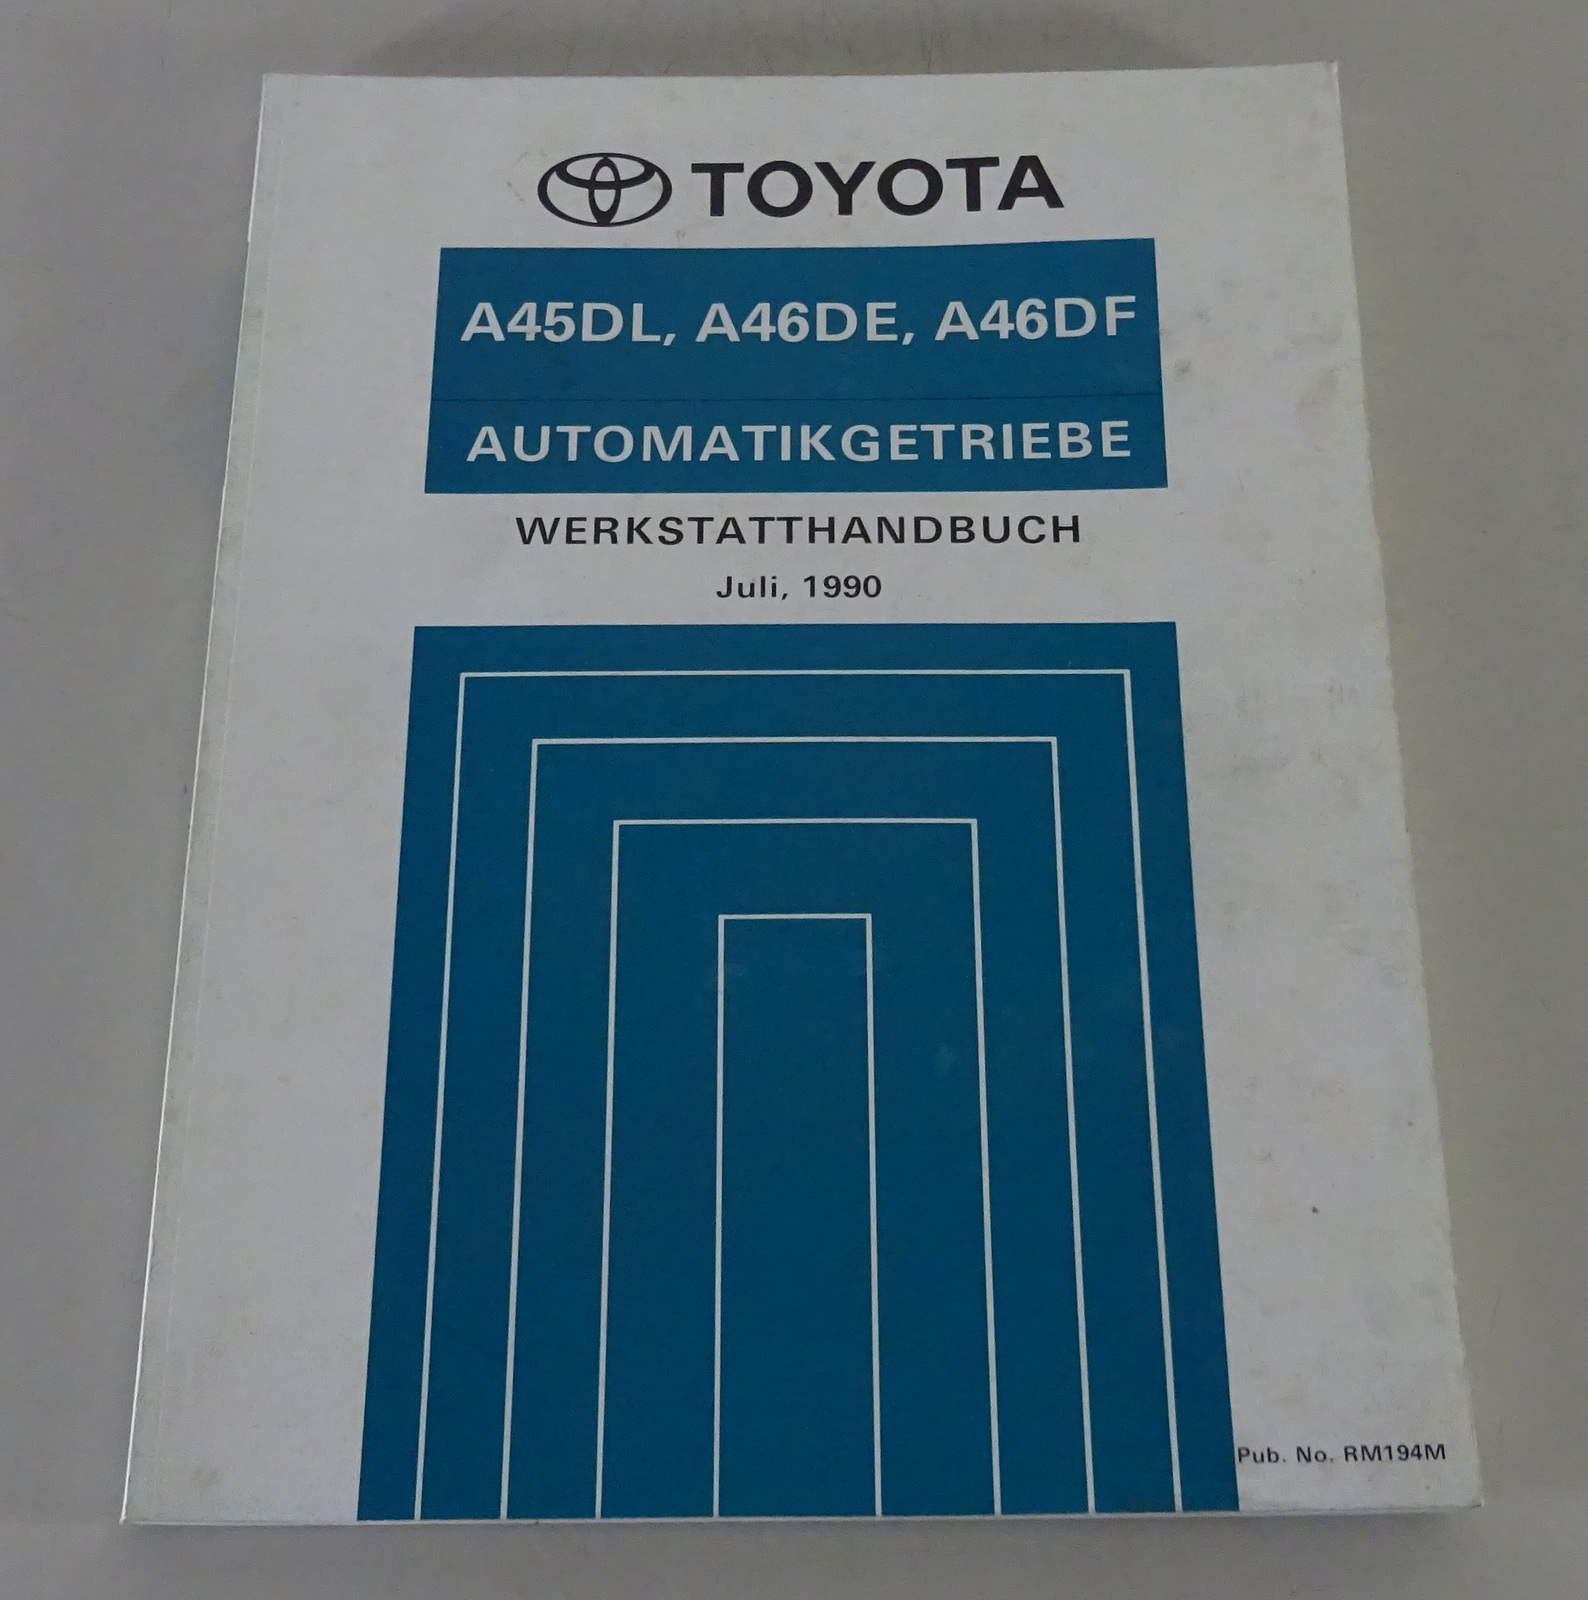 TOYOTA
A45DL, A46DE, A46DF
AUTOMATIKGETRIEBE
WERKSTATTHANDBUCH
Juli, 1990
Pub. No. RM194M